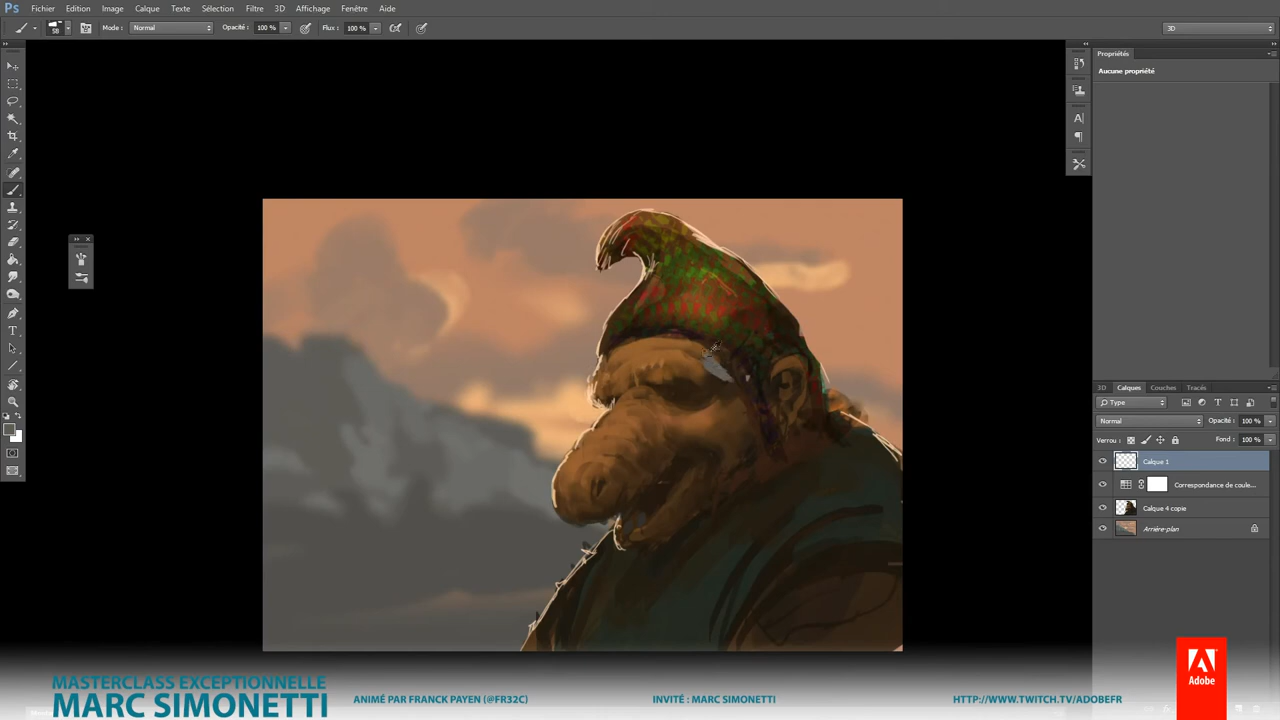 Ps Fichier Edition Image Calque Texte Sélection Filtre 3D Affichage Fenêtre Aide
58 Mode : Normal Opacité : 100 % Flux : 100 % 3D
Propriétés
Aucune propriété
3D Calques Couches Tracés
Type
Normal Opacité : 100 %
Verrou : Fond : 100 %
Calque 1
Correspondance de coule...
Calque 4 copie
Arrière-plan
MASTERCLASS EXCEPTIONNELLE
MARC SIMONETTI
ANIMÉ PAR FRANCK PAYEN (@FR32C)
INVITÉ : MARC SIMONETTI
HTTP://WWW.TWITCH.TV/ADOBEFR
Adobe